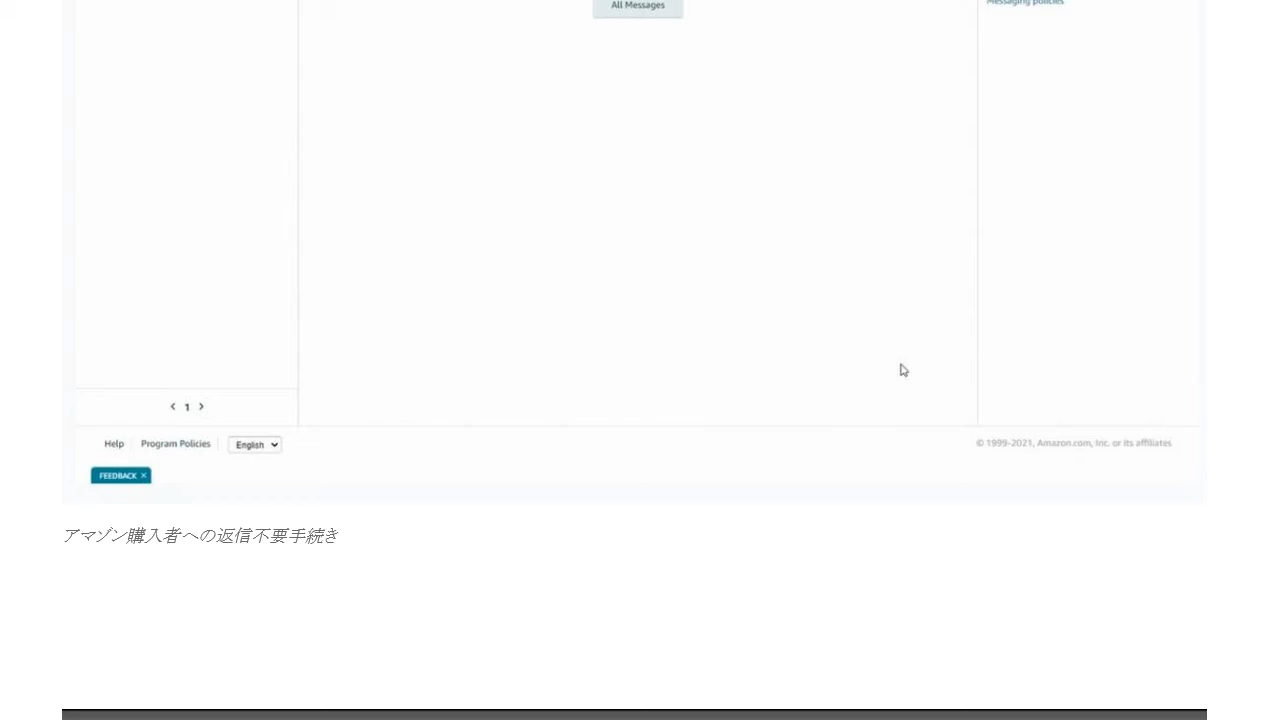 All Messages
Messaging policies
< 1 >
Help Program Policies English
© 1999-2021, Amazon.com, Inc. or its affiliates
FEEDBACK ×
アマゾン購入者への返信不要手続き